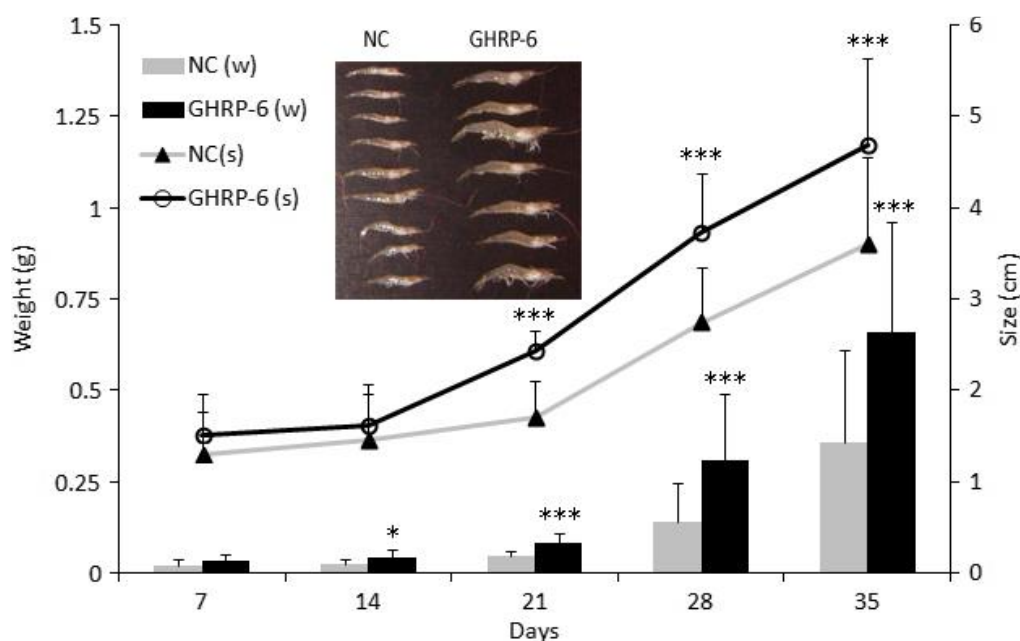 NC GHRP-6
NC (w)
GHRP-6 (w)
NC(s)
GHRP-6 (s)
Weight (g)
1.5
1.25
1
0.75
0.5
0.25
0
Size (cm)
6
5
4
3
2
1
0
***
***
***
***
***
***
*
7 14 21 28 35
Days